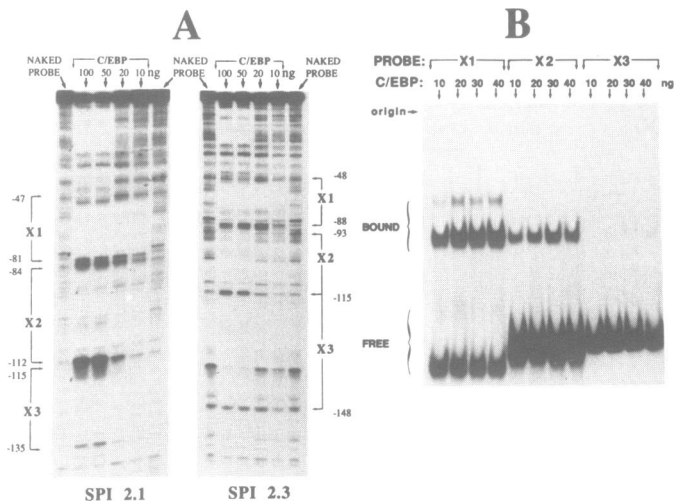 A
C/EBP
NAKED PROBE 100 50 20 10 ng NAKED PROBE
C/EBP
100 50 20 10 ng NAKED PROBE
-47
X1
-81
-84
X2
-112
-115
X3
-135
SPI 2.1
-48
X1
-88
-93
X2
-115
X3
-148
SPI 2.3
B
PROBE: X1 X2 X3
C/EBP: 10 20 30 40 10 20 30 40 10 20 30 40 ng
origin
BOUND
FREE